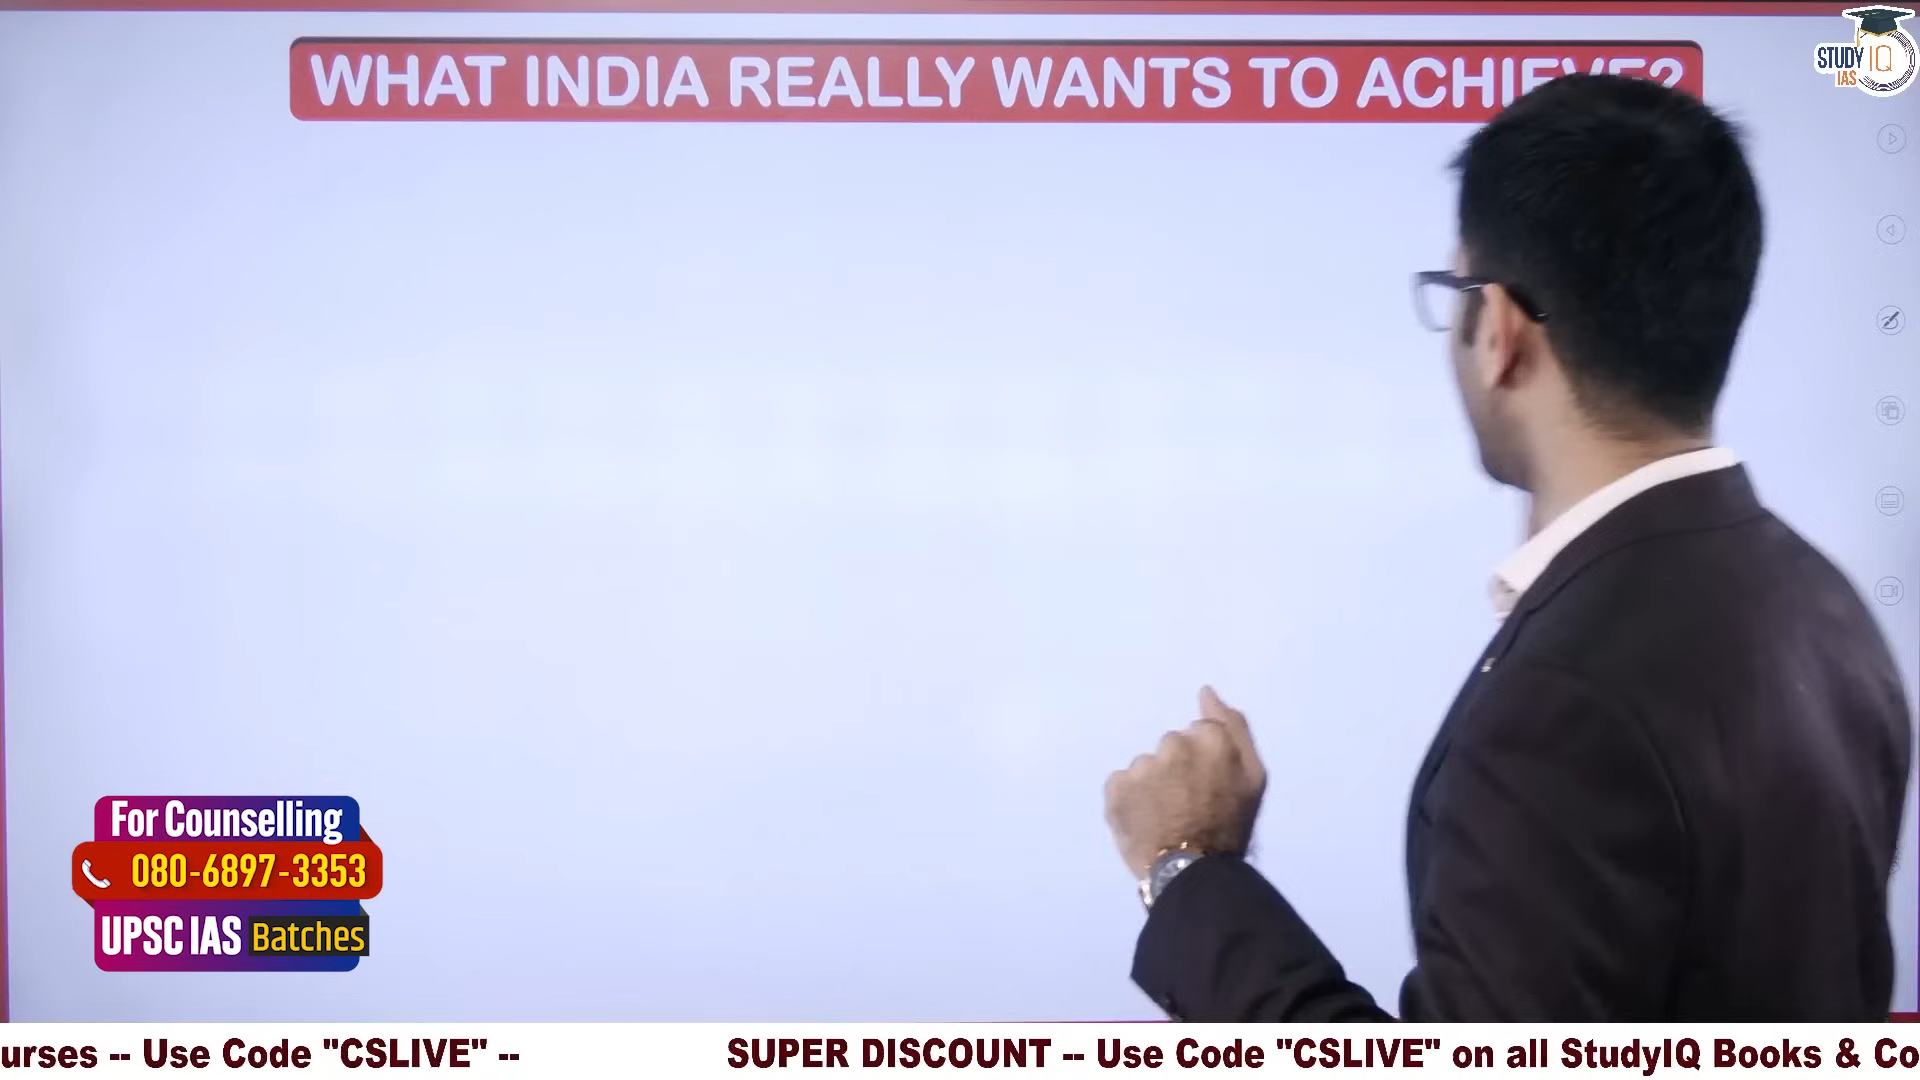 WHAT INDIA REALLY WANTS TO ACHIEVE?
STUDY IQ
IAS
For Counselling
080-6897-3353
UPSC IAS Batches
urses -- Use Code "CSLIVE" -- SUPER DISCOUNT -- Use Code "CSLIVE" on all StudyIQ Books & Co